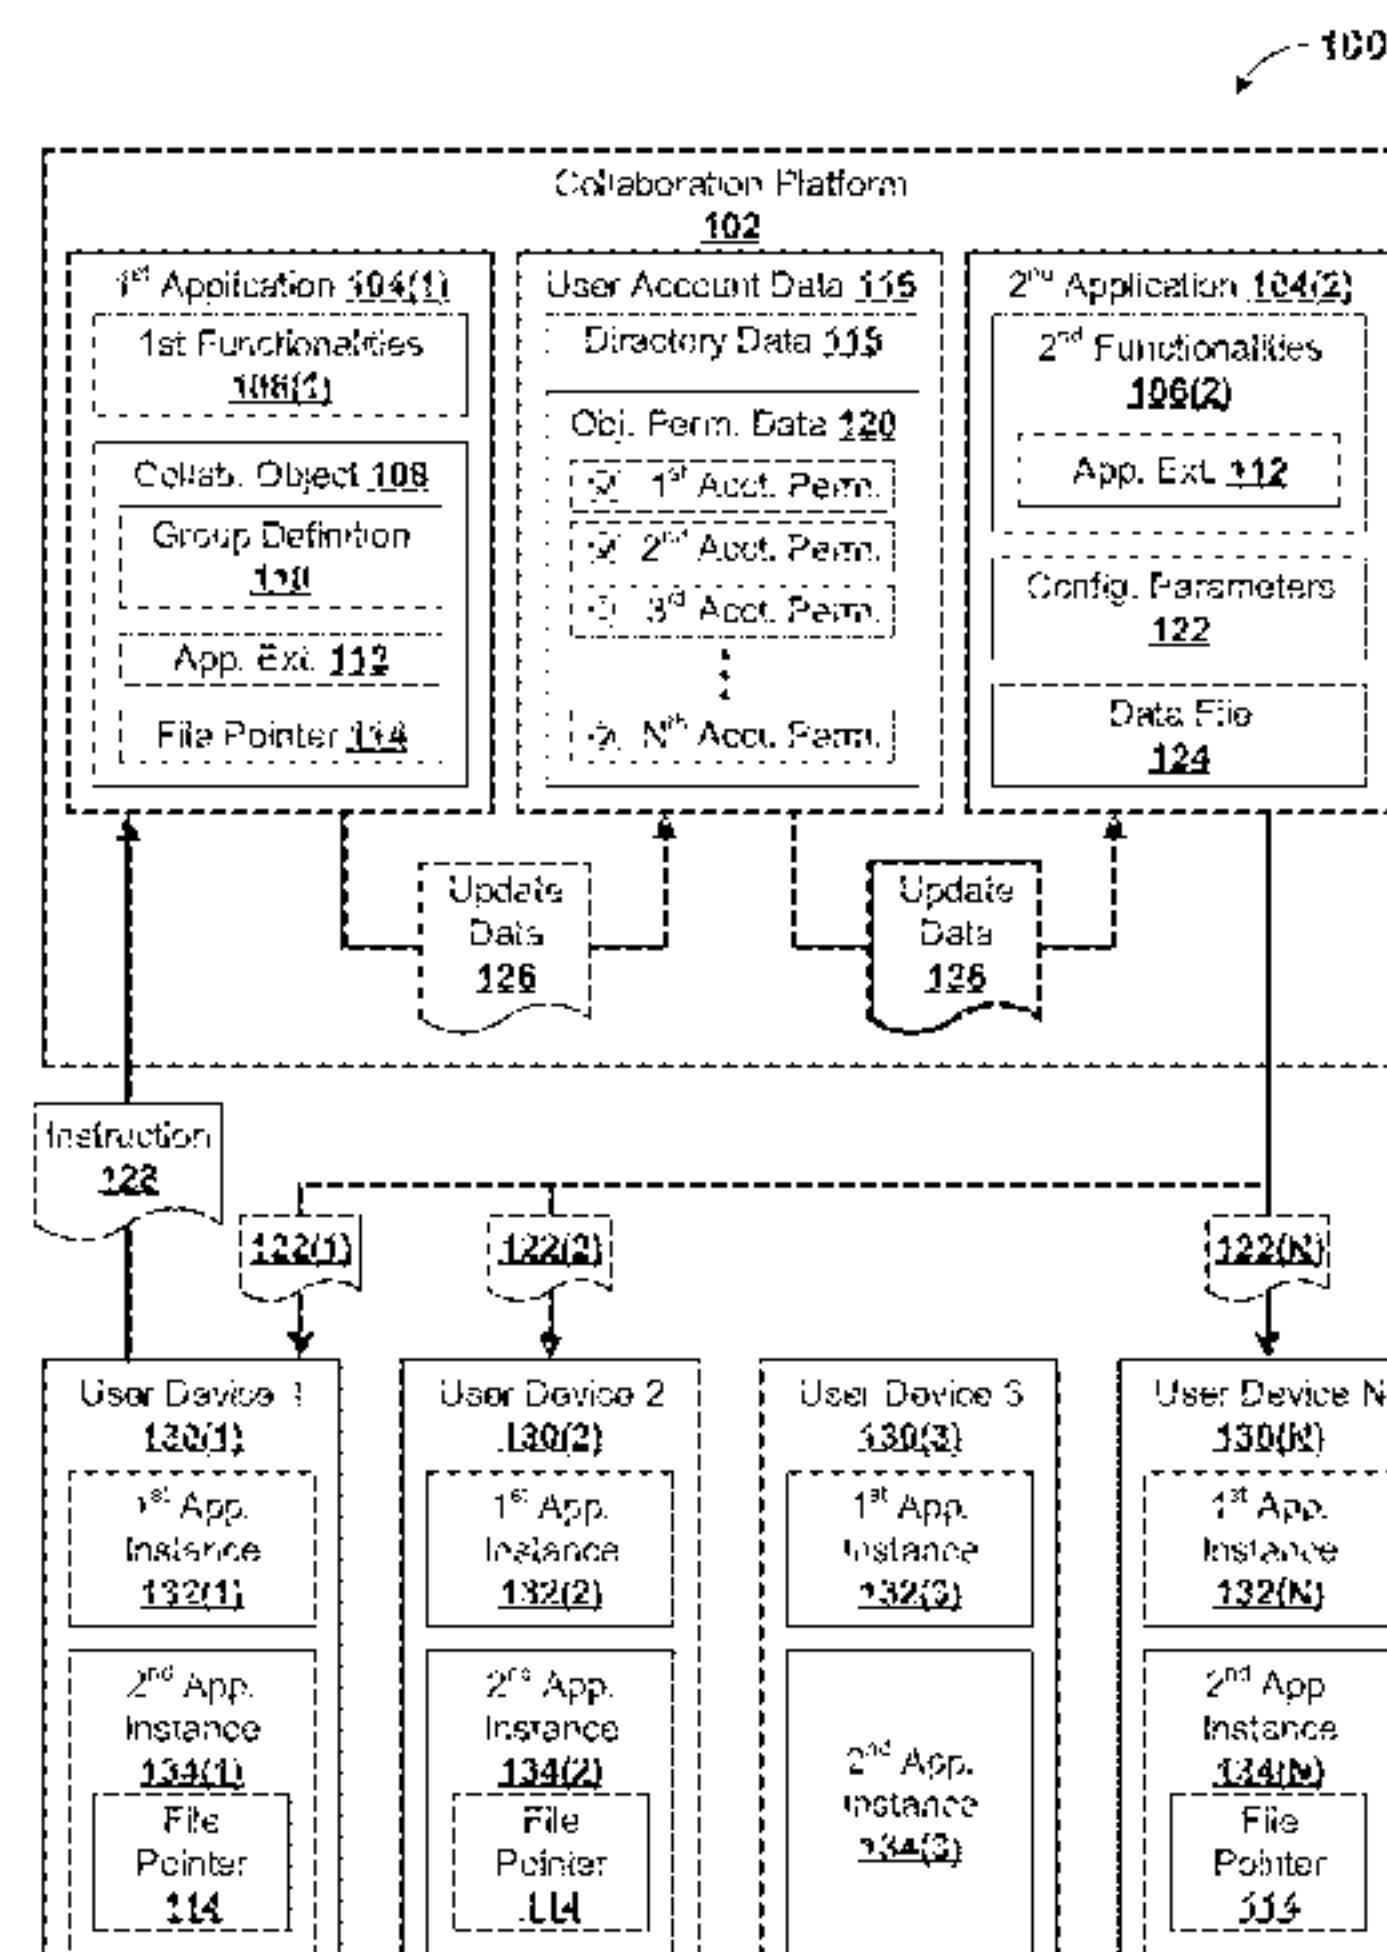 100
Collaboration Platform
102
1st Application 104(1)
1st Functionalities
106(1)
Collab. Object 108
Group Definition
110
App. Ext. 112
File Pointer 114
User Account Data 116
Directory Data 118
Obj. Perm. Data 120
1st Acct. Perm.
2nd Acct. Perm.
3rd Acct. Perm.
Nth Acct. Perm.
2nd Application 104(2)
2nd Functionalities
106(2)
App. Ext. 112
Config. Parameters
122
Data File
124
Update
Data
126
Update
Data
126
Instruction
128
122(1)
122(2)
122(N)
User Device 1
130(1)
1st App.
Instance
132(1)
2nd App.
Instance
134(1)
File
Pointer
114
User Device 2
130(2)
1st App.
Instance
132(2)
2nd App.
Instance
134(2)
File
Pointer
114
User Device 3
130(3)
1st App.
Instance
132(3)
2nd App.
Instance
134(3)
User Device N
130(N)
1st App.
Instance
132(N)
2nd App
Instance
134(N)
File
Pointer
114